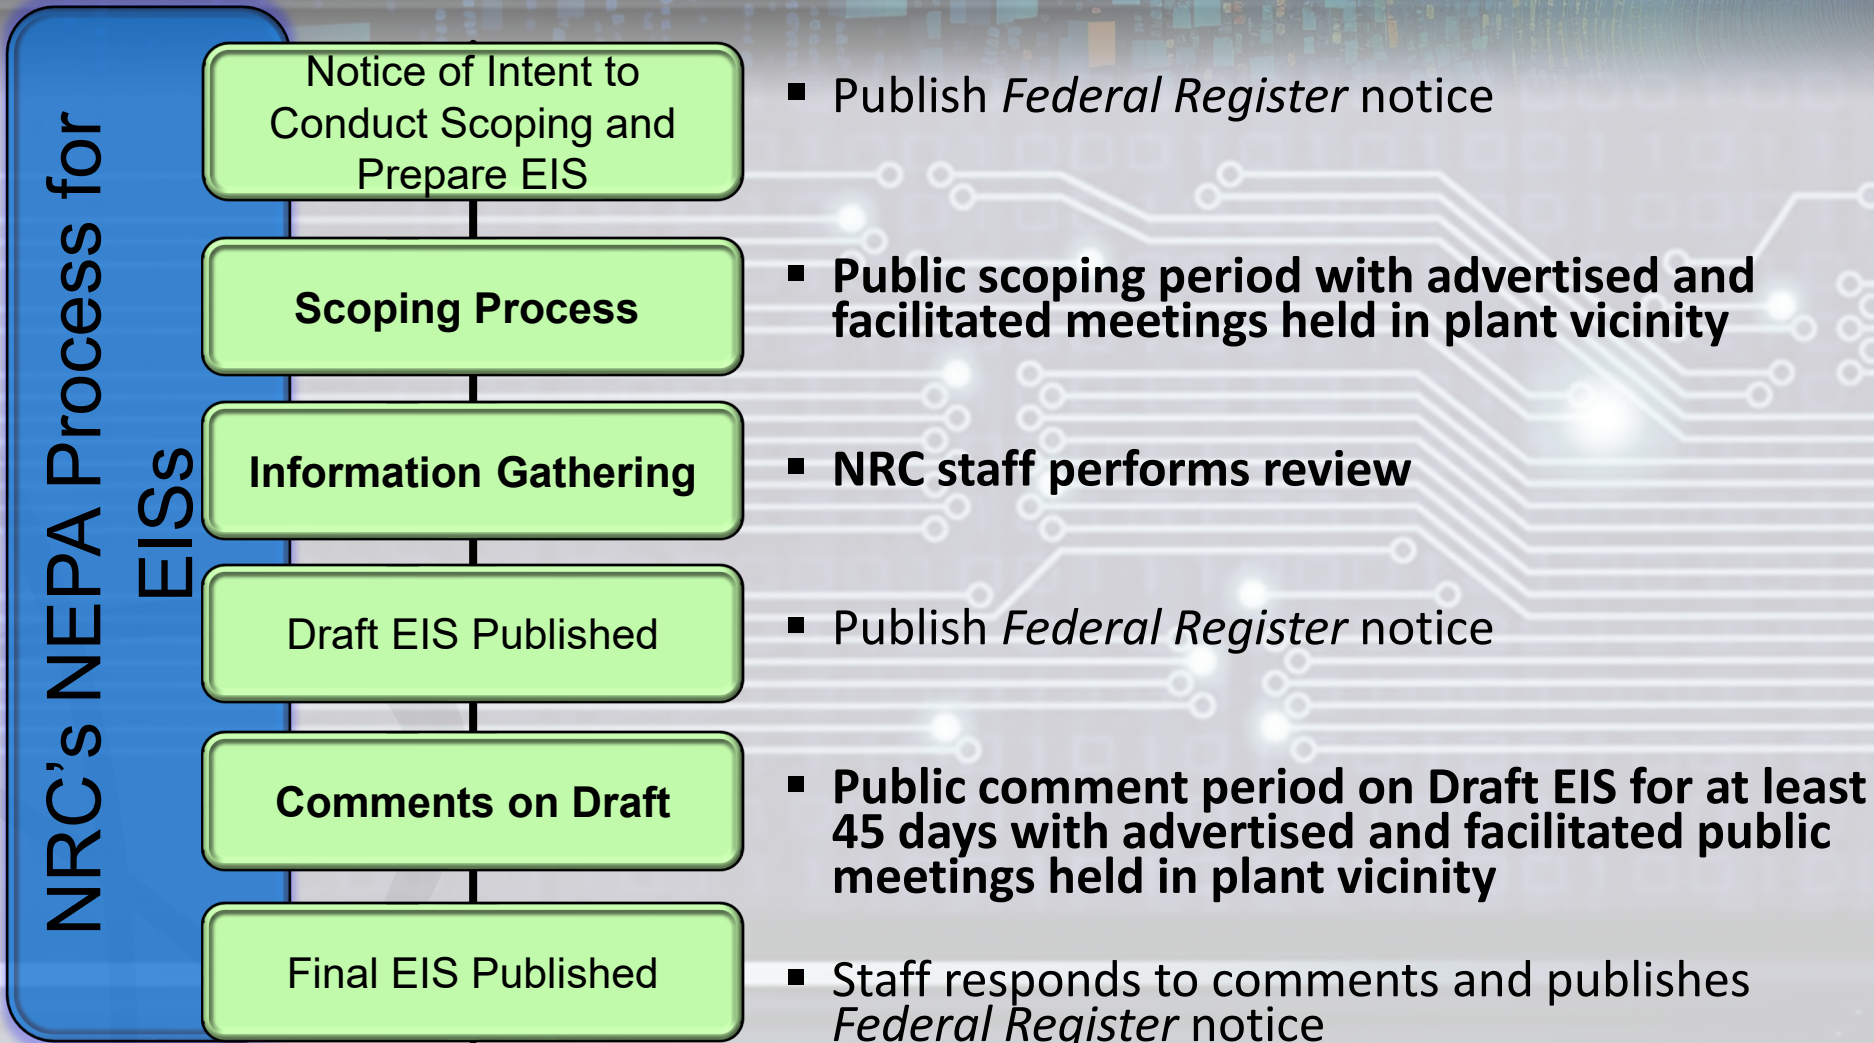 NRC's NEPA Process for
EISs
Notice of Intent to
Conduct Scoping and
Prepare EIS
▪ Publish Federal Register notice
Scoping Process
▪ Public scoping period with advertised and
facilitated meetings held in plant vicinity
Information Gathering
▪ NRC staff performs review
Draft EIS Published
▪ Publish Federal Register notice
Comments on Draft
▪ Public comment period on Draft EIS for at least
45 days with advertised and facilitated public
meetings held in plant vicinity
Final EIS Published
▪ Staff responds to comments and publishes
Federal Register notice